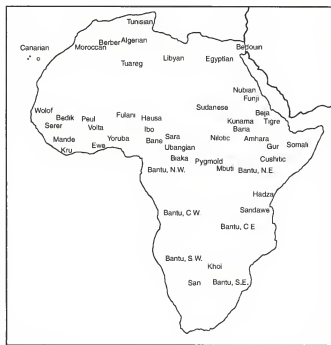 Tunisian
Berber Algerian
Canarian
Moroccan
Libyan
Egyptian
Bedouin
Tuareg
Nubian
Funji
Sudanese
Beja
Wolof
Bedik
Peul
Fulani
Hausa
Kunama
Tigre
Serer
Volta
Ibo
Baria
Mande
Yoruba
Sara
Nilotic
Amhara
Somali
Kru
Ewe
Bane
Ubangian
Gur
Biaka
Pygmoid
Cushitic
Bantu, N.W.
Mbuti
Bantu, N.E.
Hadza
Bantu, C W
Sandawe
Bantu, C E
Bantu, S.W.
Khoi
San
Bantu, S.E.